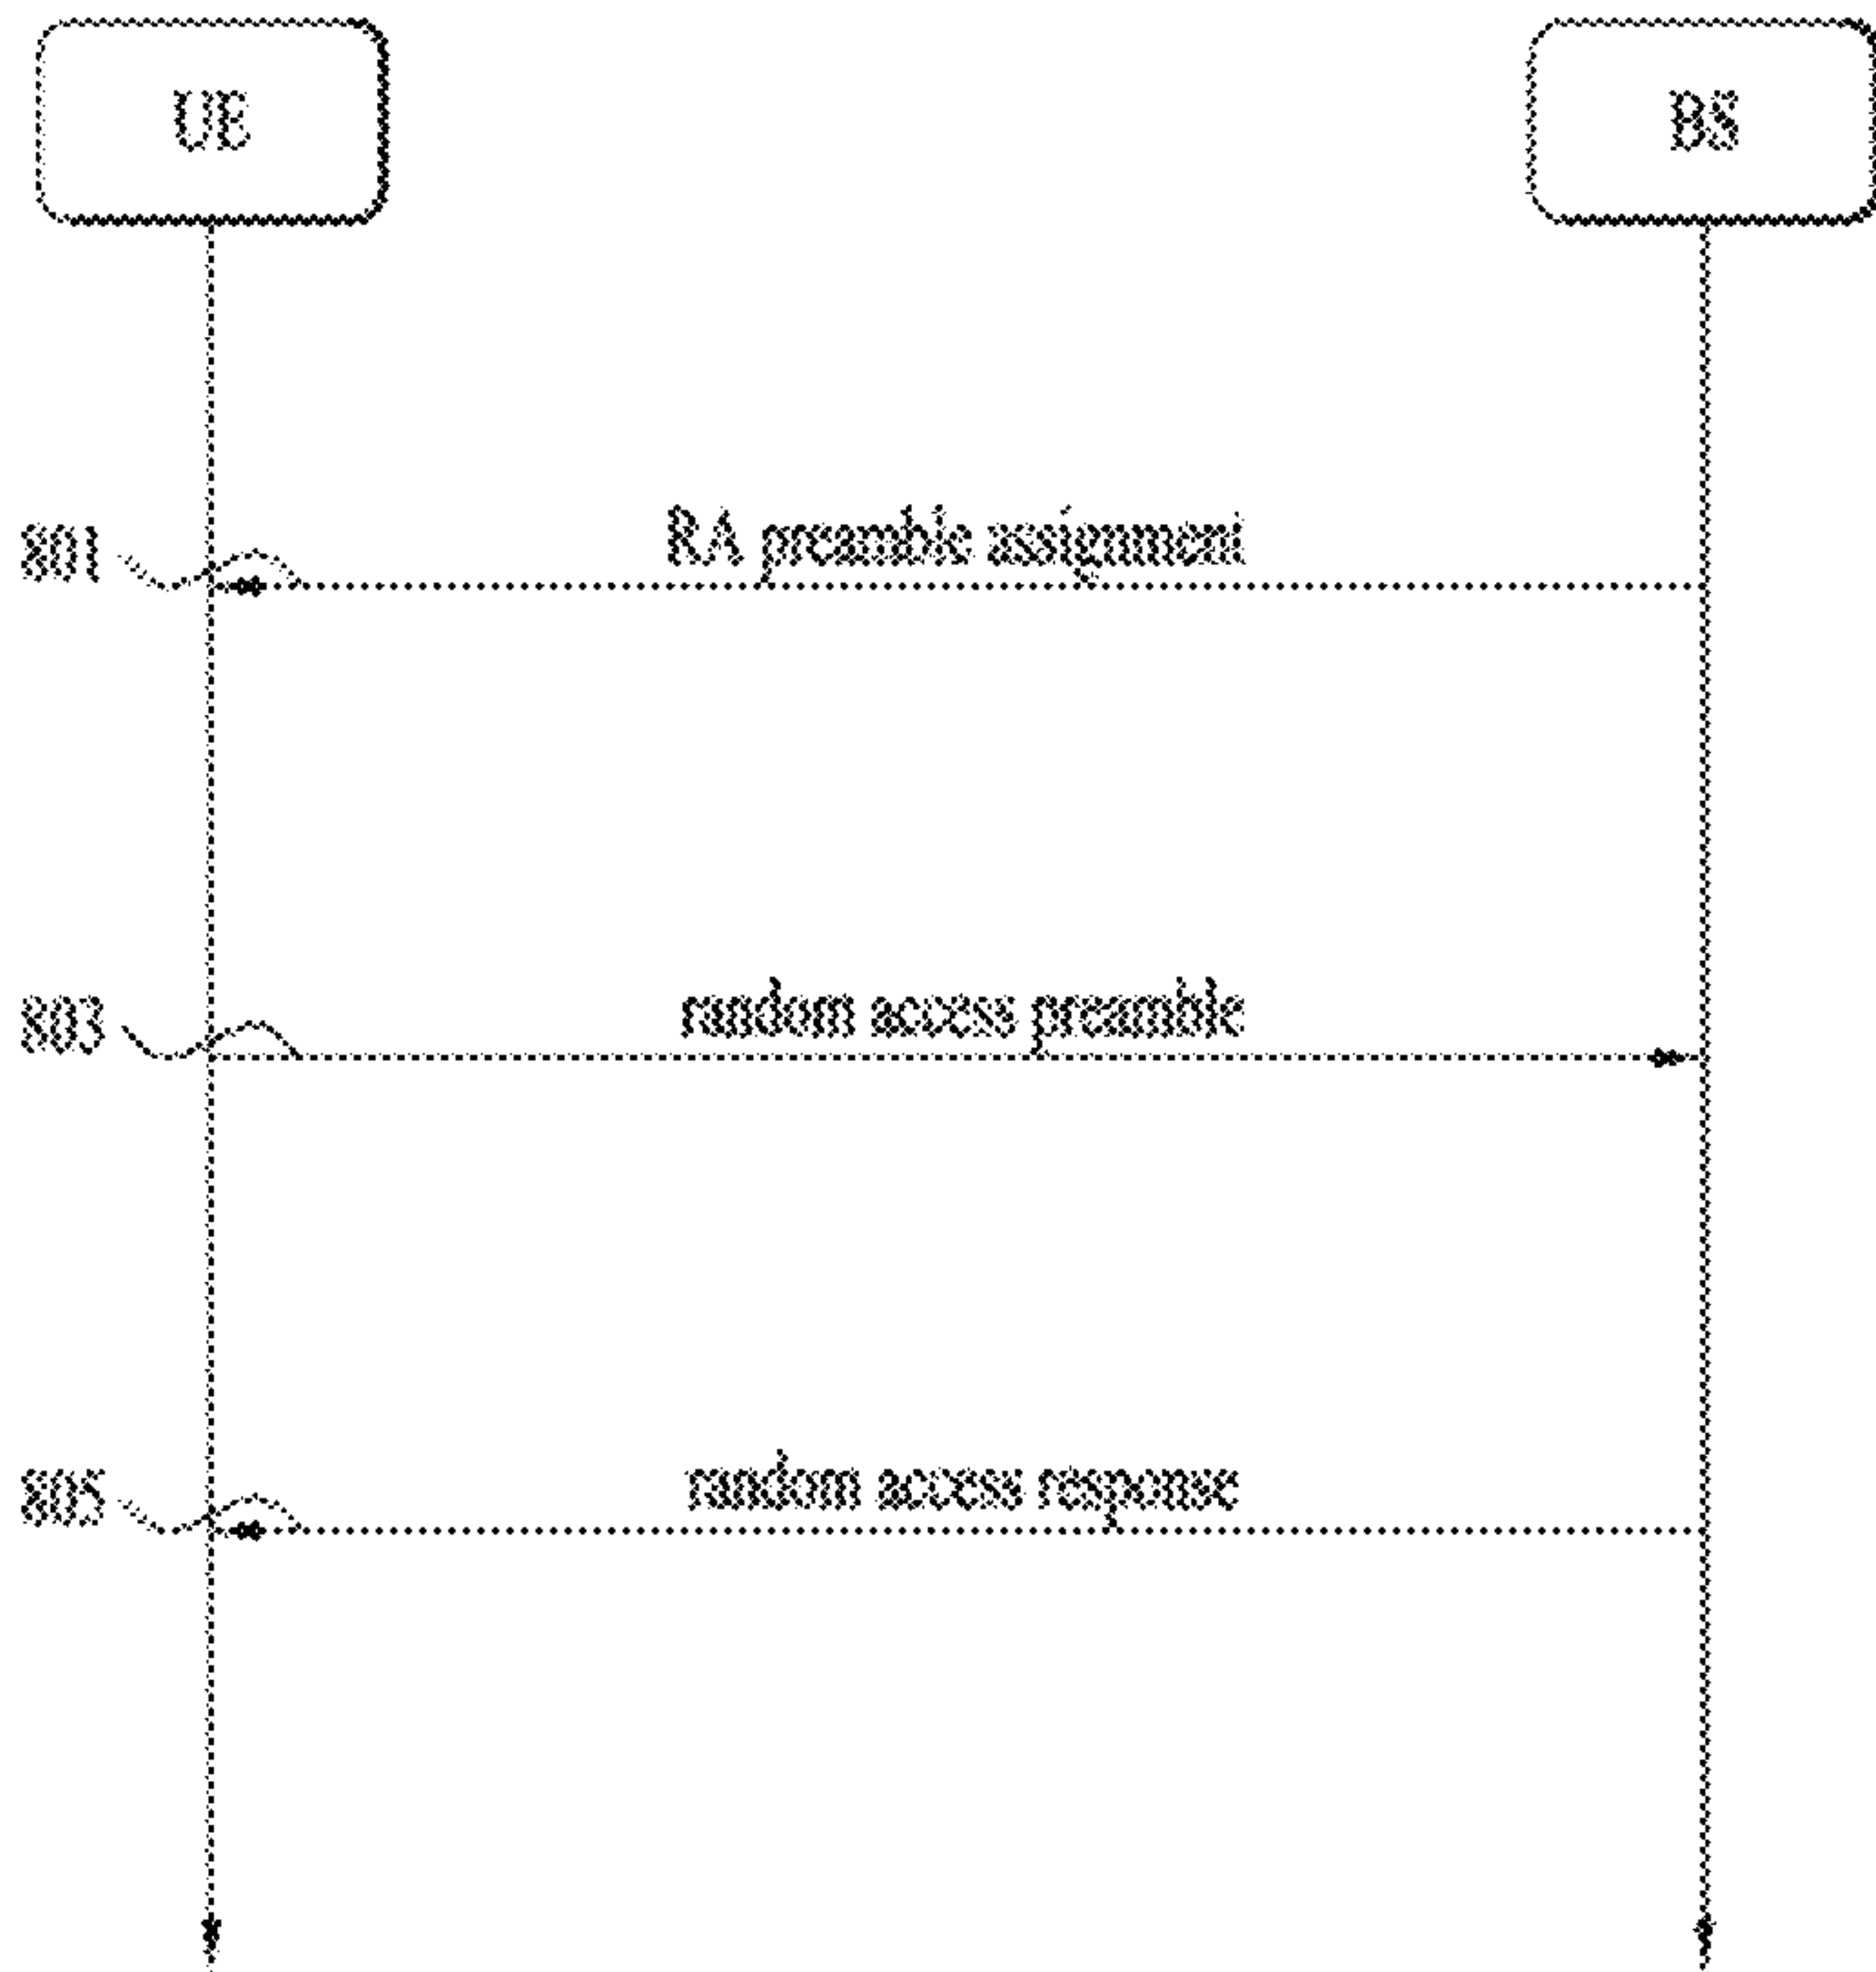 UE
BS
801
RA preamble assignment
803
random access preamble
805
random access response